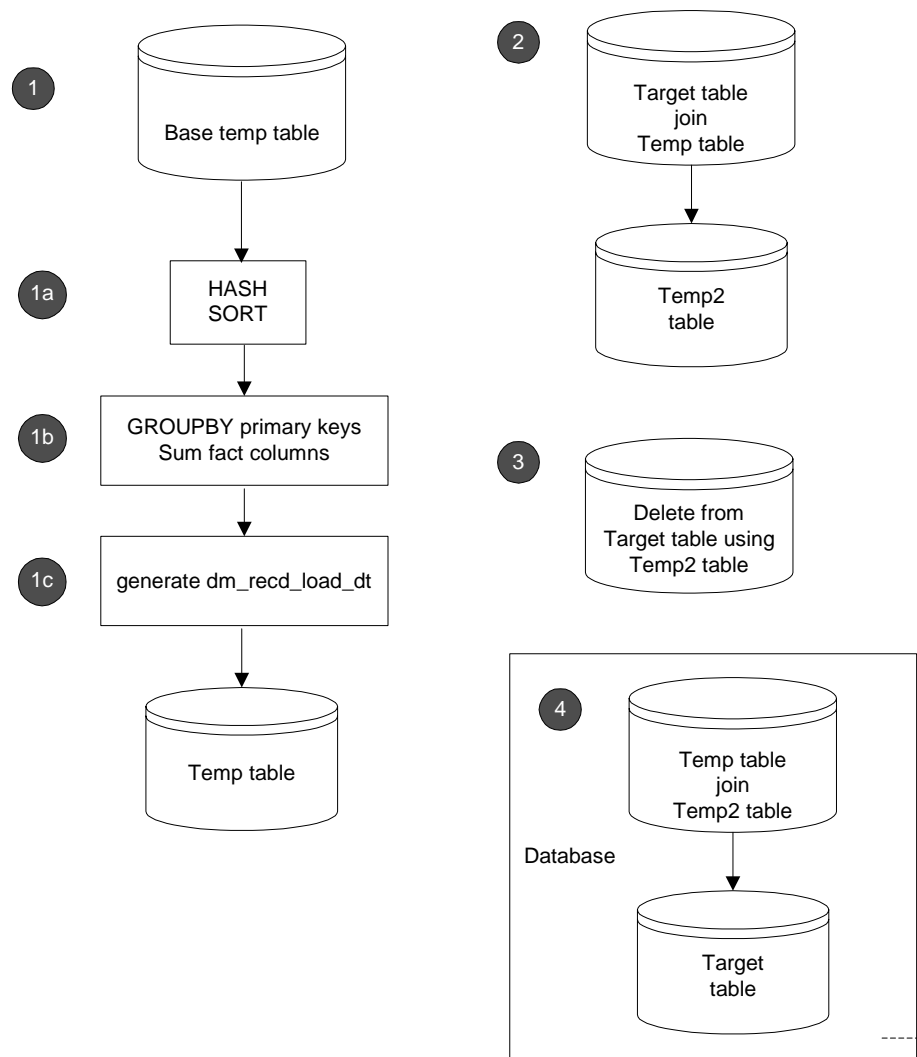 1
Base temp table
1a
HASH
SORT
1b
GROUPBY primary keys
Sum fact columns
1c
generate dm_recd_load_dt
Temp table
2
Target table
join
Temp table
Temp2
table
3
Delete from
Target table using
Temp2 table
4
Temp table
join
Temp2 table
Database
Target
table